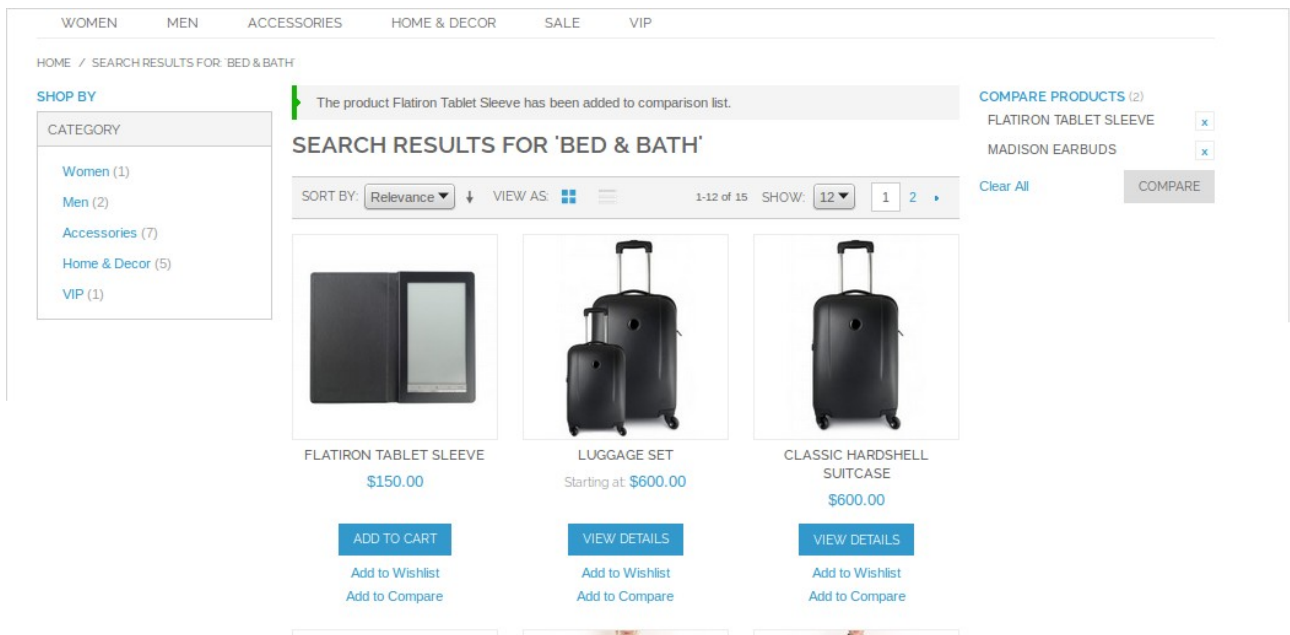 WOMEN MEN ACCESSORIES HOME & DECOR SALE VIP
HOME / SEARCH RESULTS FOR: 'BED & BATH'
SHOP BY
CATEGORY
Women (1)
Men (2)
Accessories (7)
Home & Decor (5)
VIP (1)
The product Flatiron Tablet Sleeve has been added to comparison list.
SEARCH RESULTS FOR 'BED & BATH'
SORT BY: Relevance VIEW AS: 1-12 of 15 SHOW: 12 1 2
FLATIRON TABLET SLEEVE
$150.00
ADD TO CART
Add to Wishlist
Add to Compare
LUGGAGE SET
Starting at: $600.00
VIEW DETAILS
Add to Wishlist
Add to Compare
CLASSIC HARDSHELL
SUITCASE
$600.00
VIEW DETAILS
Add to Wishlist
Add to Compare
COMPARE PRODUCTS (2)
FLATIRON TABLET SLEEVE x
MADISON EARBUDS x
Clear All COMPARE